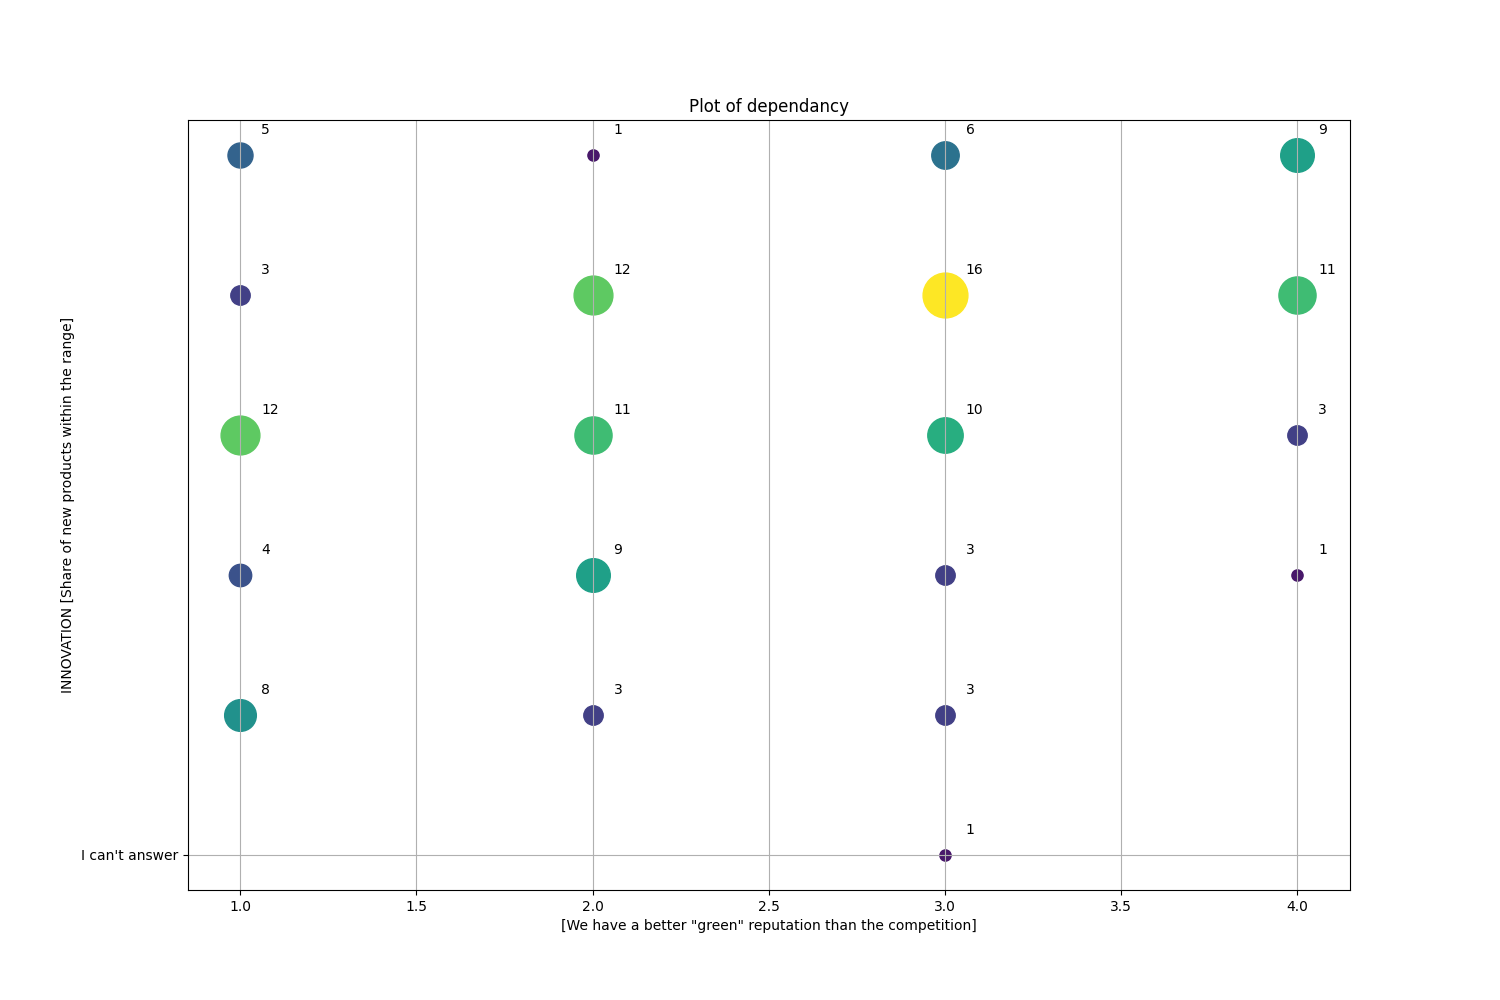 Plot of dependancy
5 1 6 9
3 12 16 11
12 11 10 3
4 9 3 1
8 3 3
1
INNOVATION [Share of new products within the range]
I can't answer
1.0 1.5 2.0 2.5 3.0 3.5 4.0
[We have a better "green" reputation than the competition]